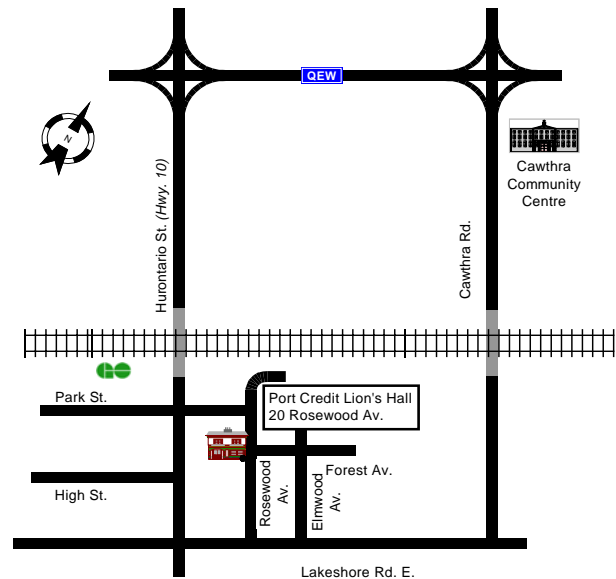 QEW
N
Cawthra
Community
Centre
Hurontario St. (Hwy. 10)
Cawthra Rd.
GO
Park St.
Port Credit Lion's Hall
20 Rosewood Av.
Forest Av.
High St.
Rosewood
Av.
Elmwood
Av.
Lakeshore Rd. E.